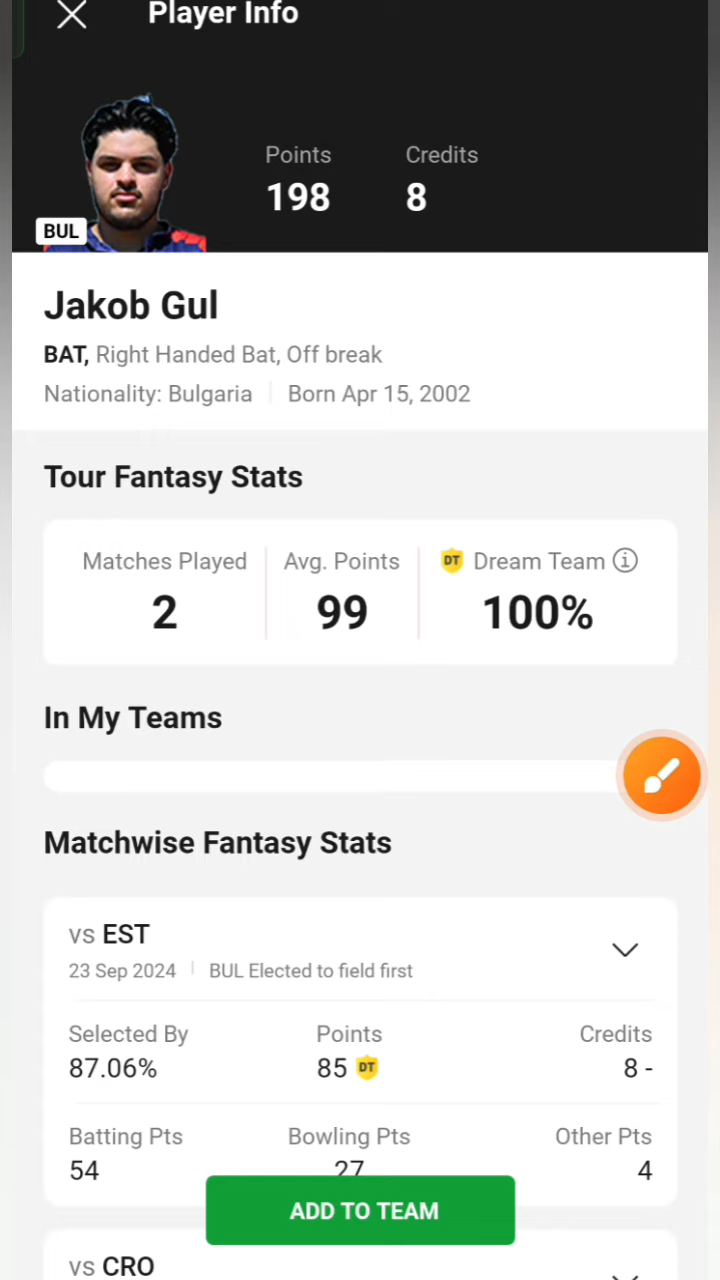 Player Info
Points Credits
198 8
BUL
Jakob Gul
BAT, Right Handed Bat, Off break
Nationality: Bulgaria Born Apr 15, 2002
Tour Fantasy Stats
Matches Played Avg. Points DT Dream Team
2 99 100%
In My Teams
Matchwise Fantasy Stats
vs EST
23 Sep 2024 BUL Elected to field first
Selected By Points Credits
87.06% 85 DT 8 -
Batting Pts Bowling Pts Other Pts
54 27 4
ADD TO TEAM
vs CRO